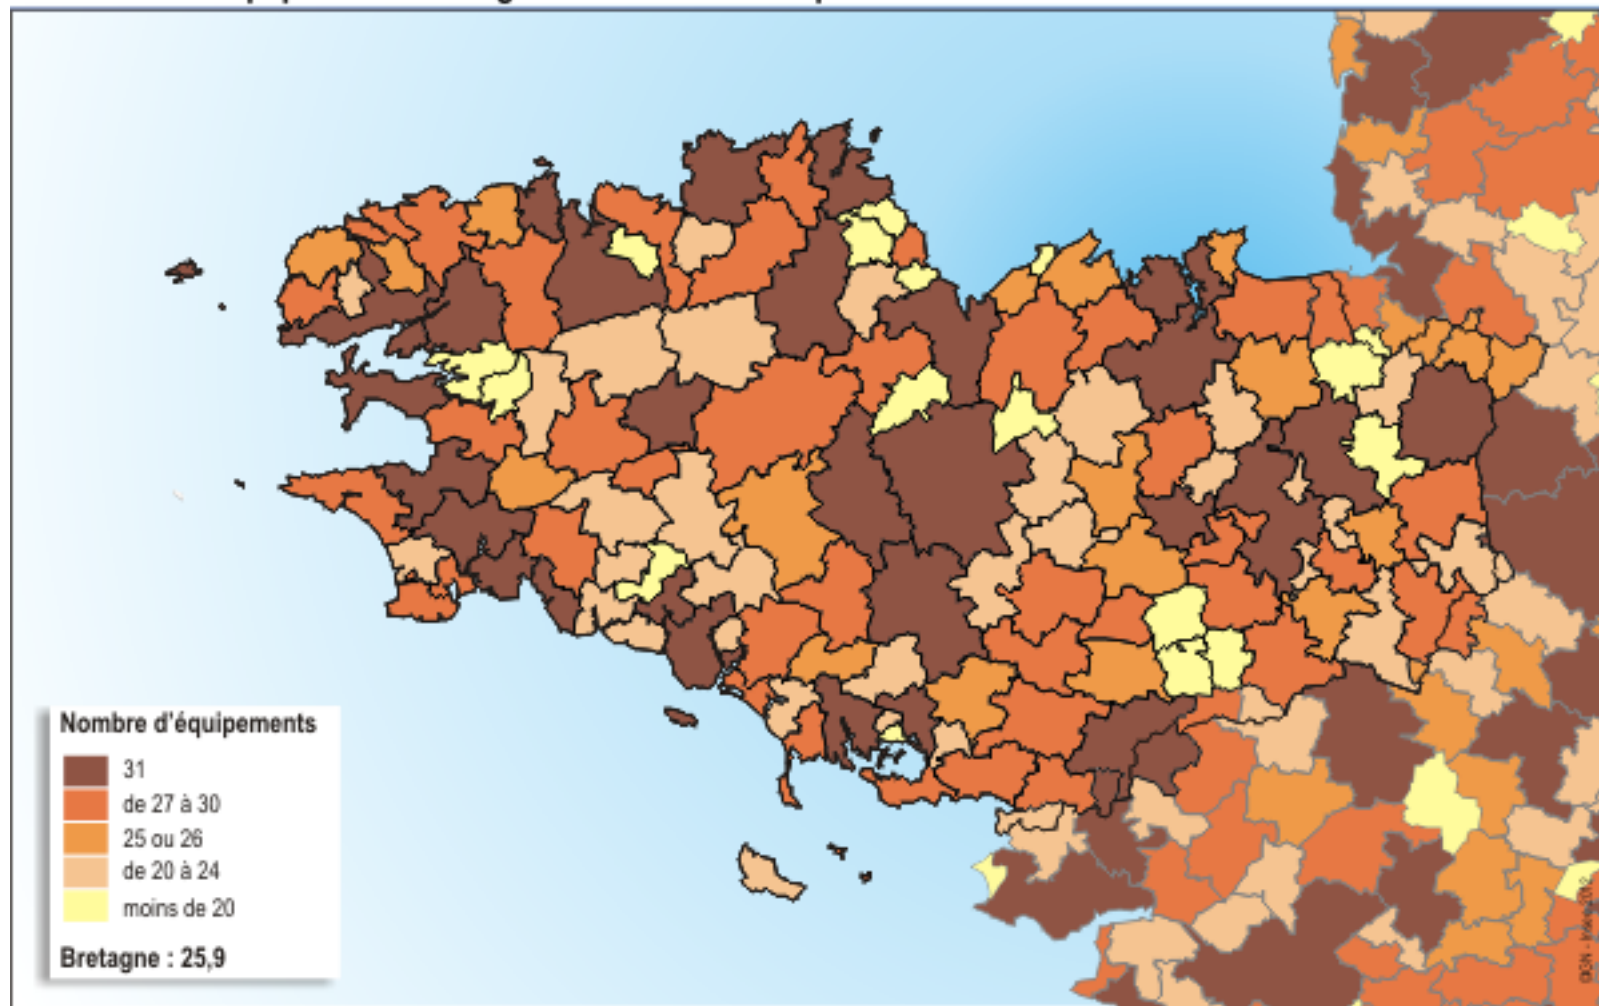 Nombre d'équipements
31
de 27 à 30
25 ou 26
de 20 à 24
moins de 20
Bretagne : 25,9